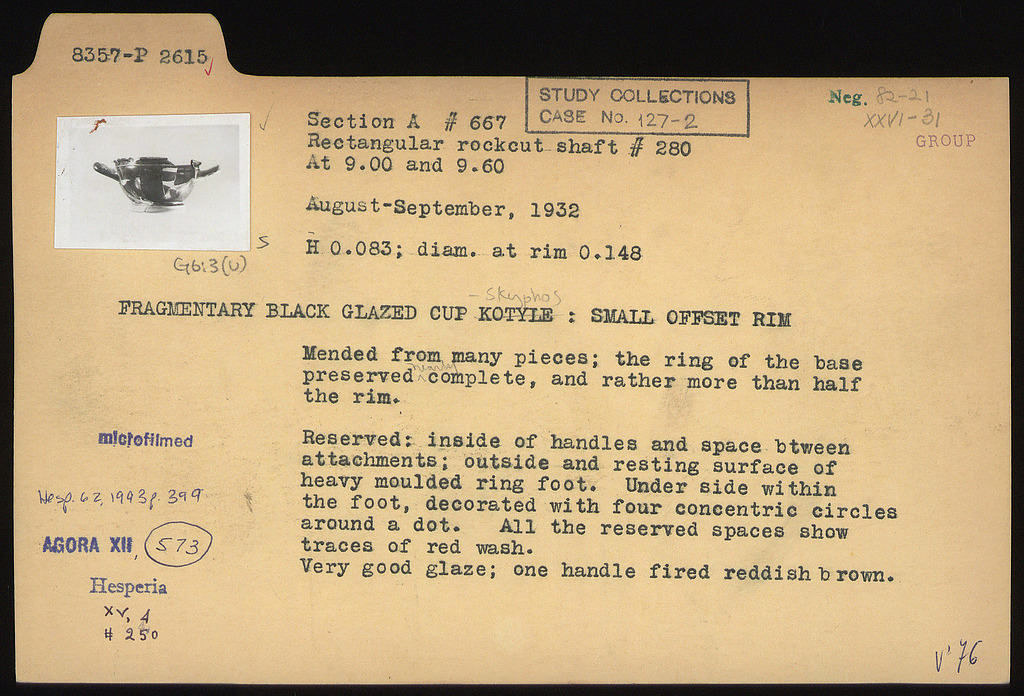 8357-P 2615
STUDY COLLECTIONS
CASE No. 127-2
Neg. 82-21
XXVI-31
GROUP
Section A # 667
Rectangular rockcut shaft # 280
At 9.00 and 9.60
August-September, 1932
H 0.083; diam. at rim 0.148
S
G6:3(U)
- Skyphos
FRAGMENTARY BLACK GLAZED CUP KOTYLE : SMALL OFFSET RIM
Mended from many pieces; the ring of the base
preserved nearly complete, and rather more than half
the rim.
microfilmed
Reserved: inside of handles and space btween
attachments; outside and resting surface of
heavy moulded ring foot. Under side within
the foot, decorated with four concentric circles
around a dot. All the reserved spaces show
traces of red wash.
Very good glaze; one handle fired reddish brown.
Hesp. 62, 1993 p. 399
AGORA XII, 573
Hesperia
XV, 4
# 250
V'76